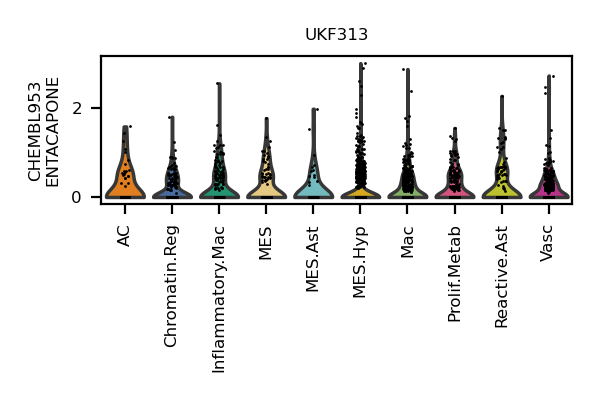 UKF313
CHEMBL953
ENTACAPONE
2
0
AC
Chromatin.Reg
Inflammatory.Mac
MES
MES.Ast
MES.Hyp
Mac
Prolif.Metab
Reactive.Ast
Vasc